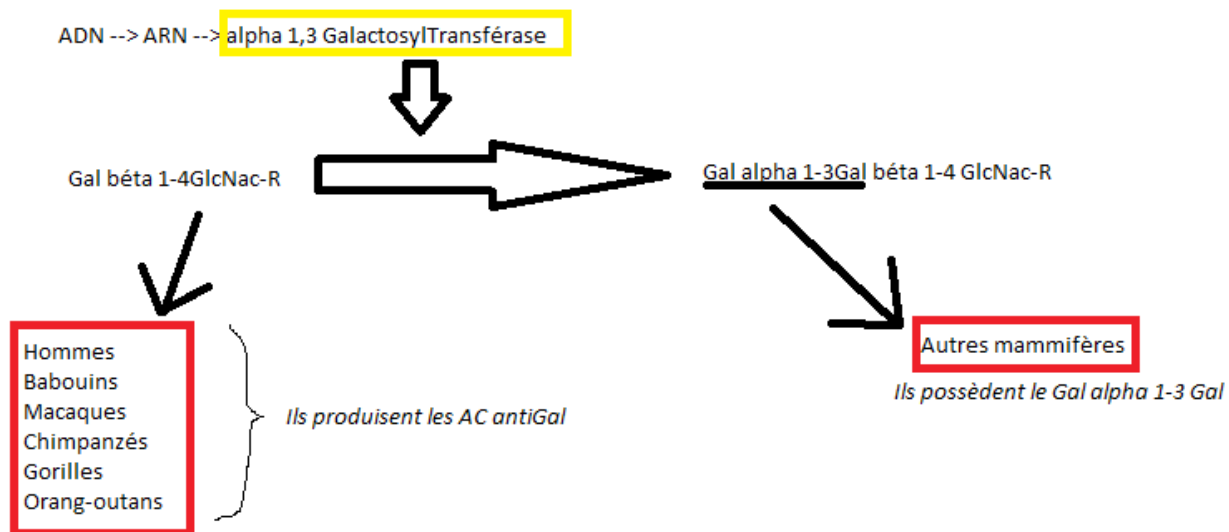 ADN --> ARN --> alpha 1,3 GalactosylTransférase
Gal béta 1-4GlcNac-R
Gal alpha 1-3Gal béta 1-4 GlcNac-R
Hommes
Babouins
Macaques
Chimpanzés
Gorilles
Orang-outans
Ils produisent les AC antiGal
Autres mammifères
Ils possèdent le Gal alpha 1-3 Gal